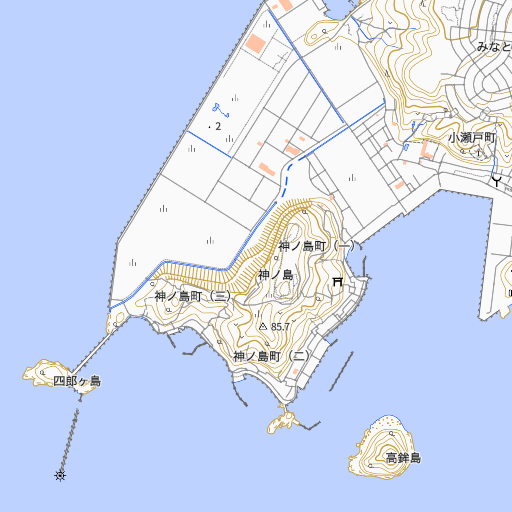 みなと
2
小瀬戸町
神ノ島町（一）
神ノ島
神ノ島町（三）
85.7
神ノ島町（二）
四郎ヶ島
高鉾島